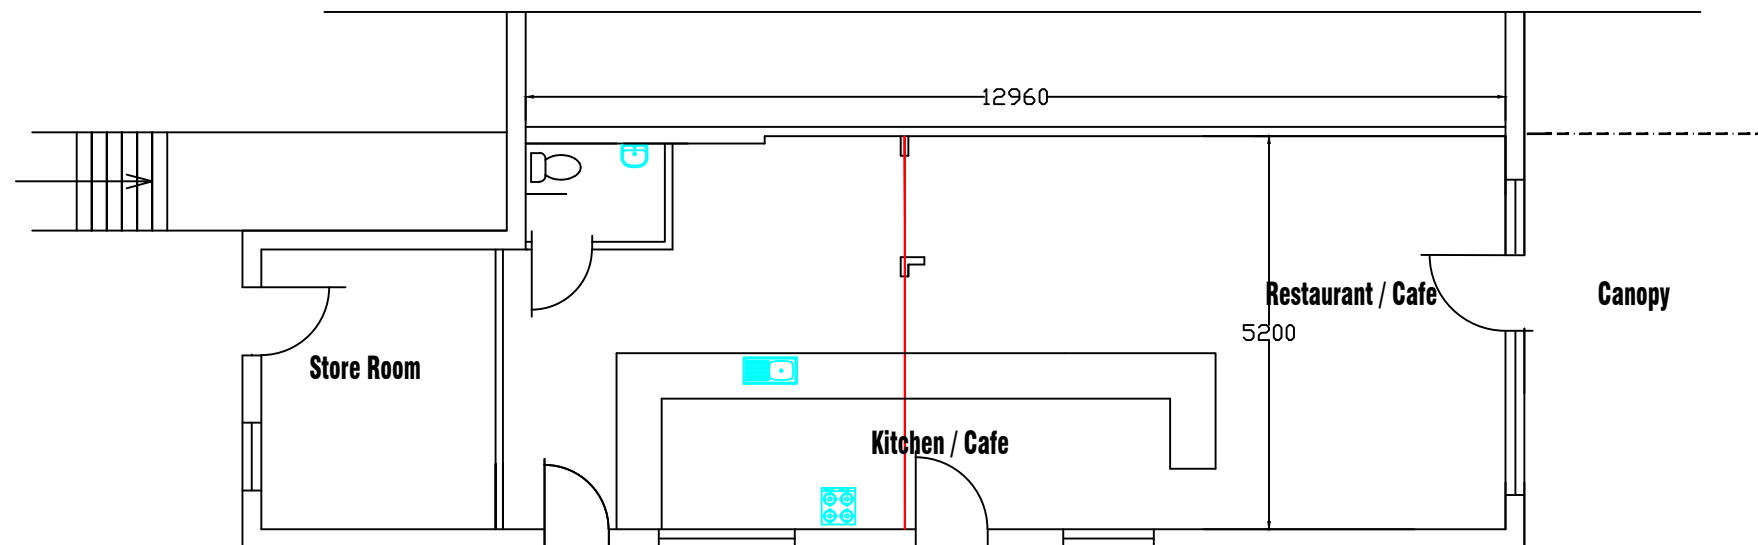 12960
Restaurant / Cafe
Canopy
5200
Store Room
Kitchen / Cafe